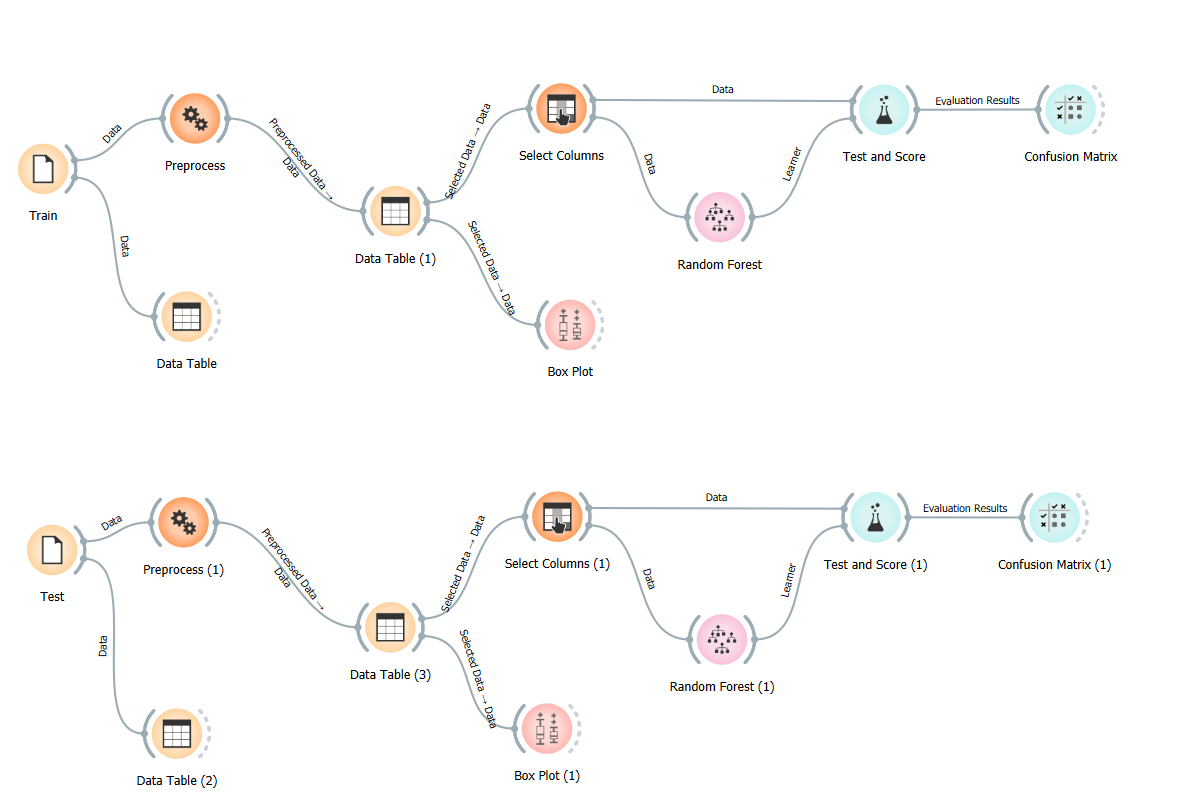 Data
Preprocess
Train
Data
Data Table
Preprocessed Data →
Data
Data Table (1)
Selected Data → Data
Selected Data → Data
Select Columns
Box Plot
Data
Data
Random Forest
Learner
Test and Score
Evaluation Results
Confusion Matrix
Data
Preprocess (1)
Test
Data
Data Table (2)
Preprocessed Data →
Data
Data Table (3)
Selected Data → Data
Selected Data → Data
Select Columns (1)
Box Plot (1)
Data
Data
Random Forest (1)
Learner
Test and Score (1)
Evaluation Results
Confusion Matrix (1)